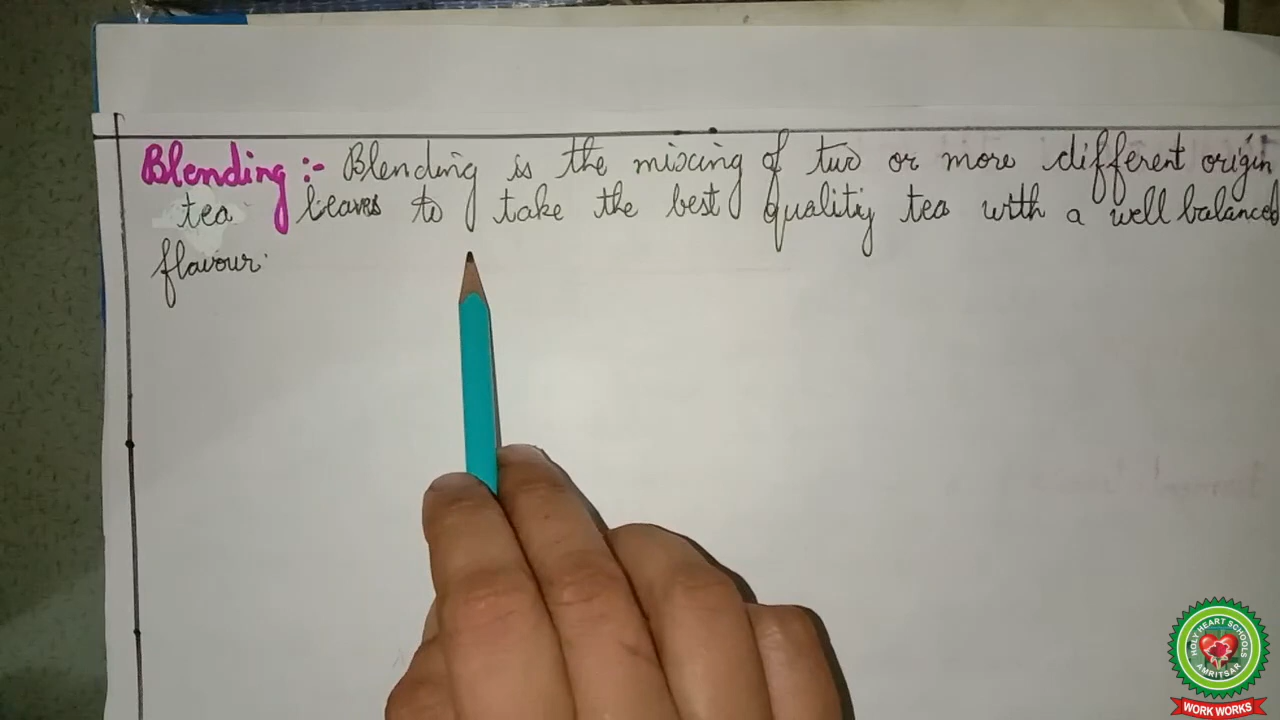 Blending :- Blending is the mixing of two or more different origin
tea leaves to take the best quality tea with a well balanced
flavour.
HOLY HEART SCHOOLS
AMRITSAR
WORK WORKS